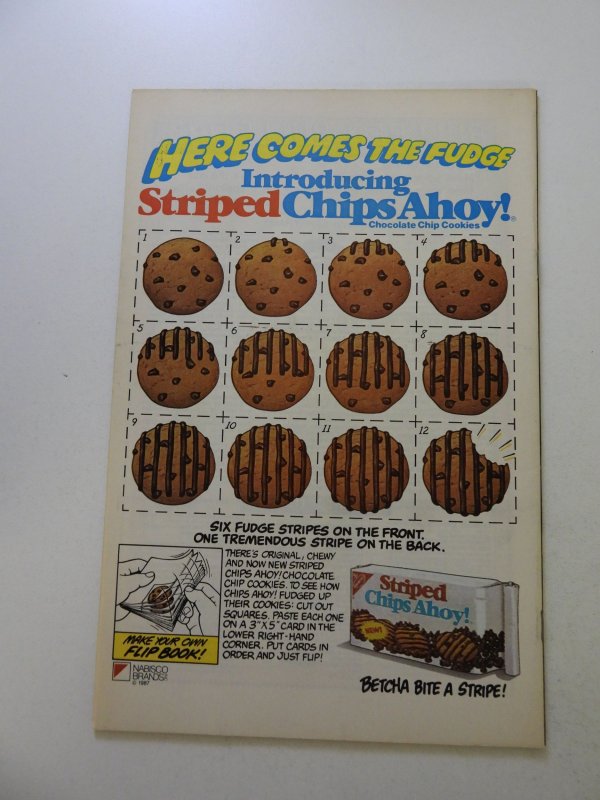 HERE COMES THE FUDGE
Introducing
Striped Chips Ahoy!®
Chocolate Chip Cookies
1 2 3 4
5 6 7 8
9 10 11 12
SIX FUDGE STRIPES ON THE FRONT.
ONE TREMENDOUS STRIPE ON THE BACK.
THERE'S ORIGINAL, CHEWY
AND NOW NEW STRIPED
CHIPS AHOY! CHOCOLATE
CHIP COOKIES. TO SEE HOW
CHIPS AHOY! FUDGED UP
THEIR COOKIES: CUT OUT
SQUARES. PASTE EACH ONE
ON A 3" X 5" CARD IN THE
LOWER RIGHT-HAND
CORNER. PUT CARDS IN
ORDER AND JUST FLIP!
MAKE YOUR OWN
FLIP BOOK!
NABISCO
BRANDS
© 1987
Striped
Chips Ahoy!
NEW!
BETCHA BITE A STRIPE!